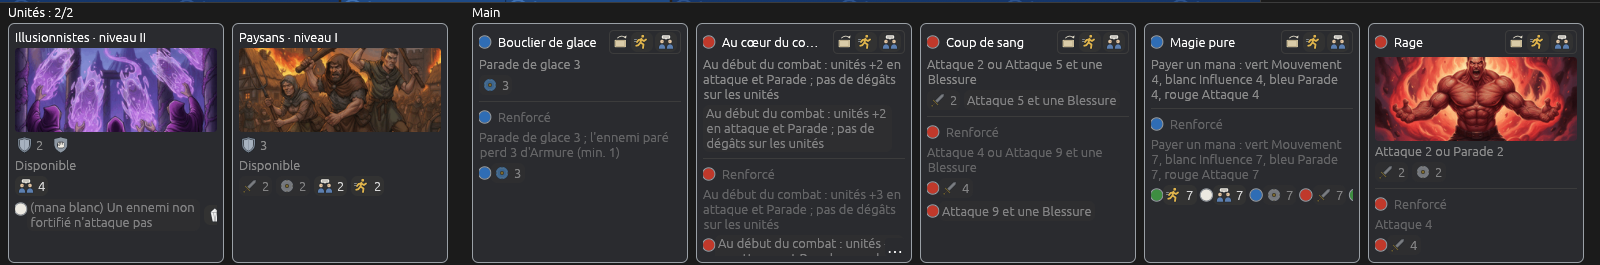 Unités : 2/2
Main
Illusionnistes · niveau II
2
Disponible
4
(mana blanc) Un ennemi non
fortifié n'attaque pas
Paysans · niveau I
3
Disponible
2 2 2 2
Bouclier de glace
Parade de glace 3
3
Renforcé
Parade de glace 3 ; l'ennemi paré
perd 3 d'Armure (min. 1)
3
Au cœur du co...
Au début du combat : unités +2 en
attaque et Parade ; pas de dégâts
sur les unités
Au début du combat : unités +2
en attaque et Parade ; pas de
dégâts sur les unités
Renforcé
Au début du combat : unités +3 en
attaque et Parade ; pas de dégâts
sur les unités
Au début du combat : unités
...
Coup de sang
Attaque 2 ou Attaque 5 et une
Blessure
2 Attaque 5 et une Blessure
Renforcé
Attaque 4 ou Attaque 9 et une
Blessure
4
Attaque 9 et une Blessure
Magie pure
Payer un mana : vert Mouvement
4, blanc Influence 4, bleu Parade
4, rouge Attaque 4
Renforcé
Payer un mana : vert Mouvement
7, blanc Influence 7, bleu Parade
7, rouge Attaque 7
7 7 7 7
Rage
Attaque 2 ou Parade 2
2 2
Renforcé
Attaque 4
4